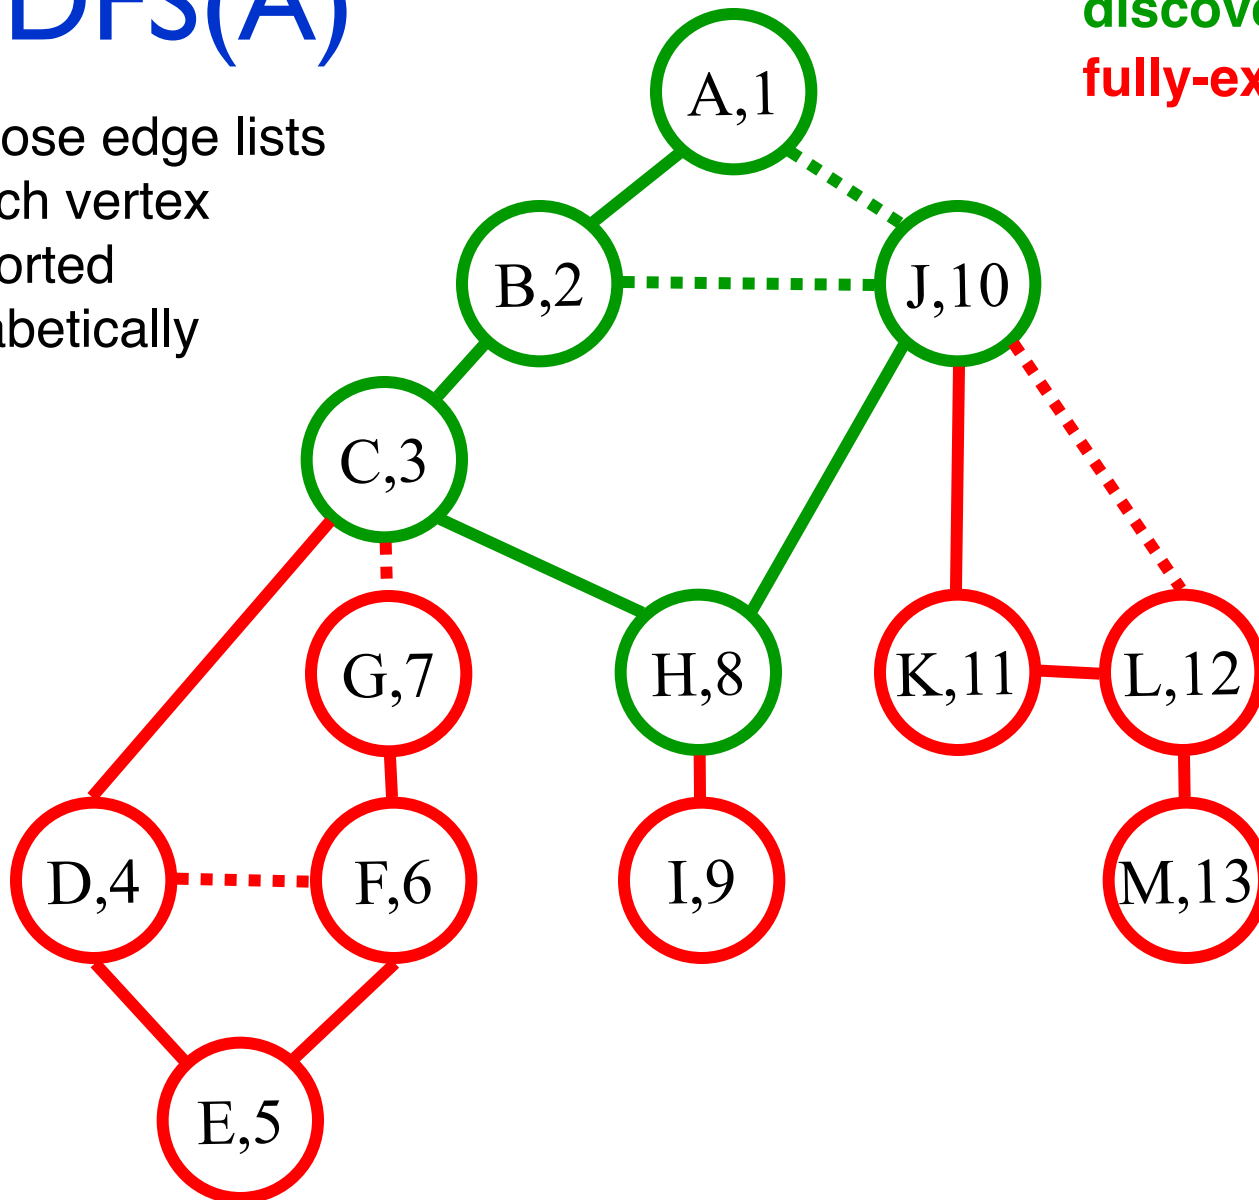 DFS(A)
discove
fully-ex
ose edge lists
ch vertex
orted
abetically
A,1
B,2
J,10
C,3
G,7
H,8
K,11
L,12
D,4
F,6
I,9
M,13
E,5